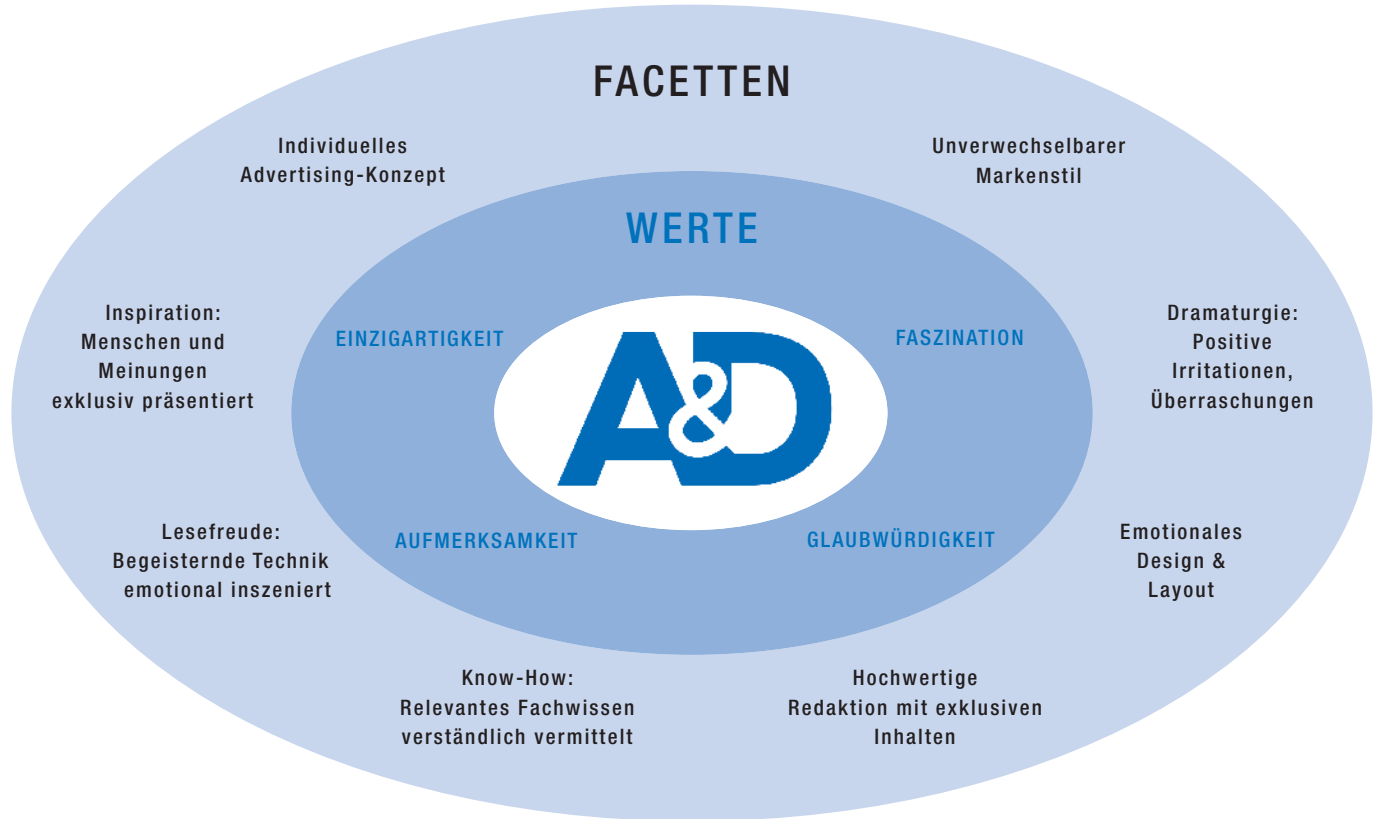 FACETTEN
Individuelles
Advertising-Konzept
Unverwechselbarer
Markenstil
WERTE
Inspiration:
Menschen und
Meinungen
exklusiv präsentiert
EINZIGARTIGKEIT
A&D
FASZINATION
Dramaturgie:
Positive
Irritationen,
Überraschungen
Lesefreude:
Begeisternde Technik
emotional inszeniert
AUFMERKSAMKEIT
GLAUBWÜRDIGKEIT
Emotionales
Design &
Layout
Know-How:
Relevantes Fachwissen
verständlich vermittelt
Hochwertige
Redaktion mit exklusiven
Inhalten